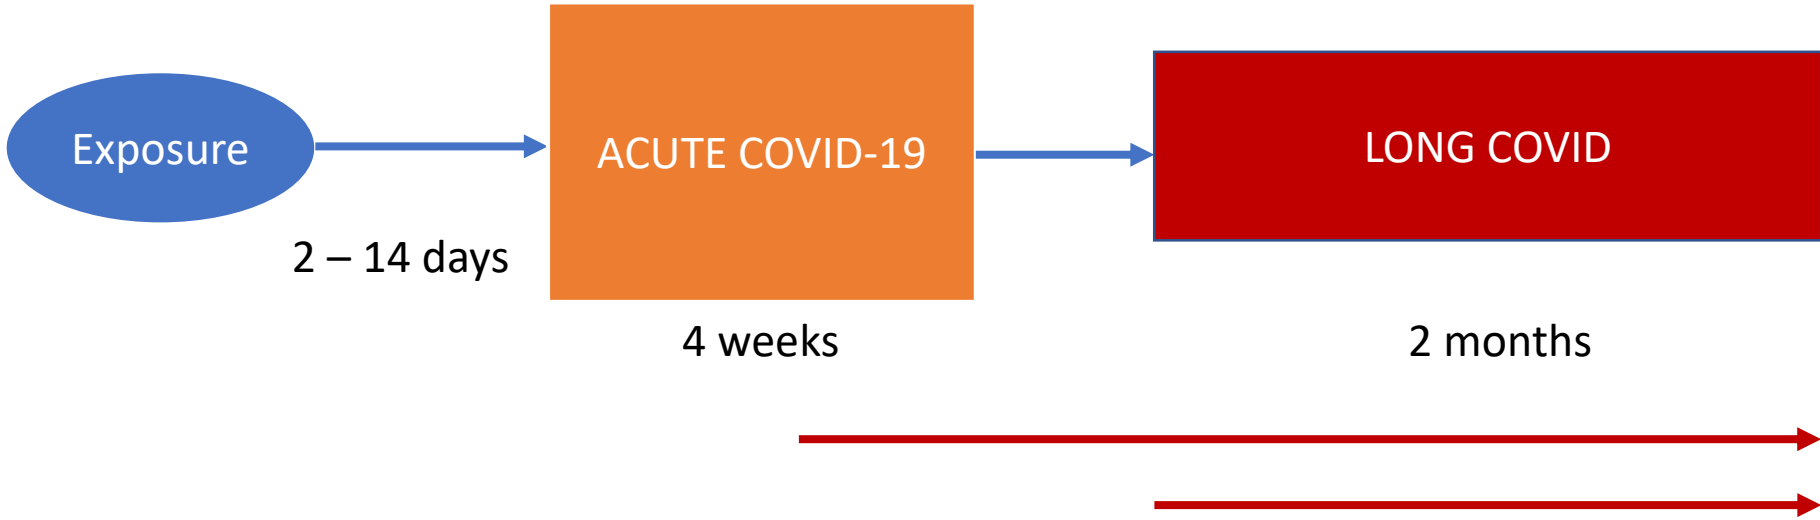 Exposure
ACUTE COVID-19
LONG COVID
2 – 14 days
4 weeks
2 months